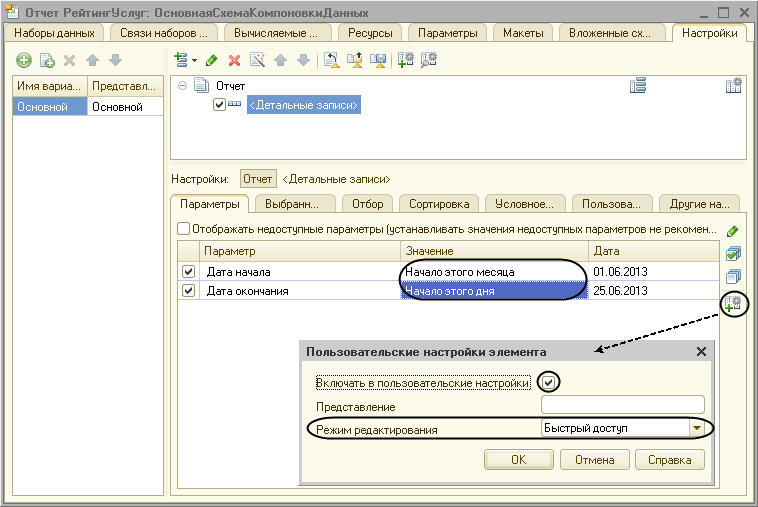 Отчет РейтингУслуг: ОсновнаяСхемаКомпоновкиДанных
Наборы данных Связи наборов ... Вычисляемые ... Ресурсы Параметры Макеты Вложенные сх... Настройки
Имя вариа... Представл...
Основной Основной
Отчет
<Детальные записи>
Настройки: Отчет <Детальные записи>
Параметры Выбранн... Отбор Сортировка Условное... Пользова... Другие на...
Отображать недоступные параметры (устанавливать значения недоступных параметров не рекомен...
Параметр Значение Дата
Дата начала Начало этого месяца 01.06.2013
Дата окончания Начало этого дня 25.06.2013
Пользовательские настройки элемента
Включать в пользовательские настройки
Представление
Режим редактирования Быстрый доступ
ОК Отмена Справка